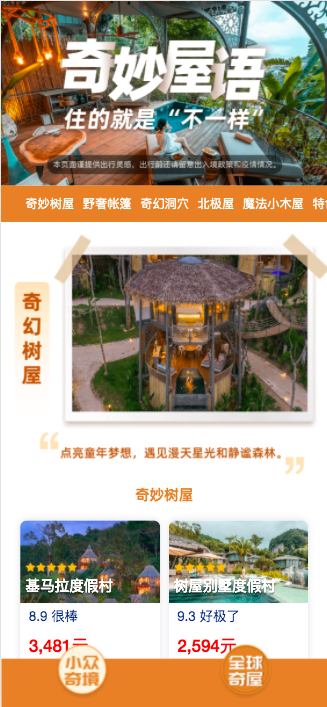 奇妙屋语
住的就是“不一样”
本页面谨提供出行灵感，出行前还请留意出入境政策和疫情情况。
奇妙树屋 野奢帐篷 奇幻洞穴 北极屋 魔法小木屋 特
奇幻树屋
“点亮童年梦想，遇见漫天星光和静谧森林。”
奇妙树屋
基马拉度假村 树屋别墅度假村
8.9 很棒 9.3 好极了
3,481元 2,594元
小众奇境 全球奇屋